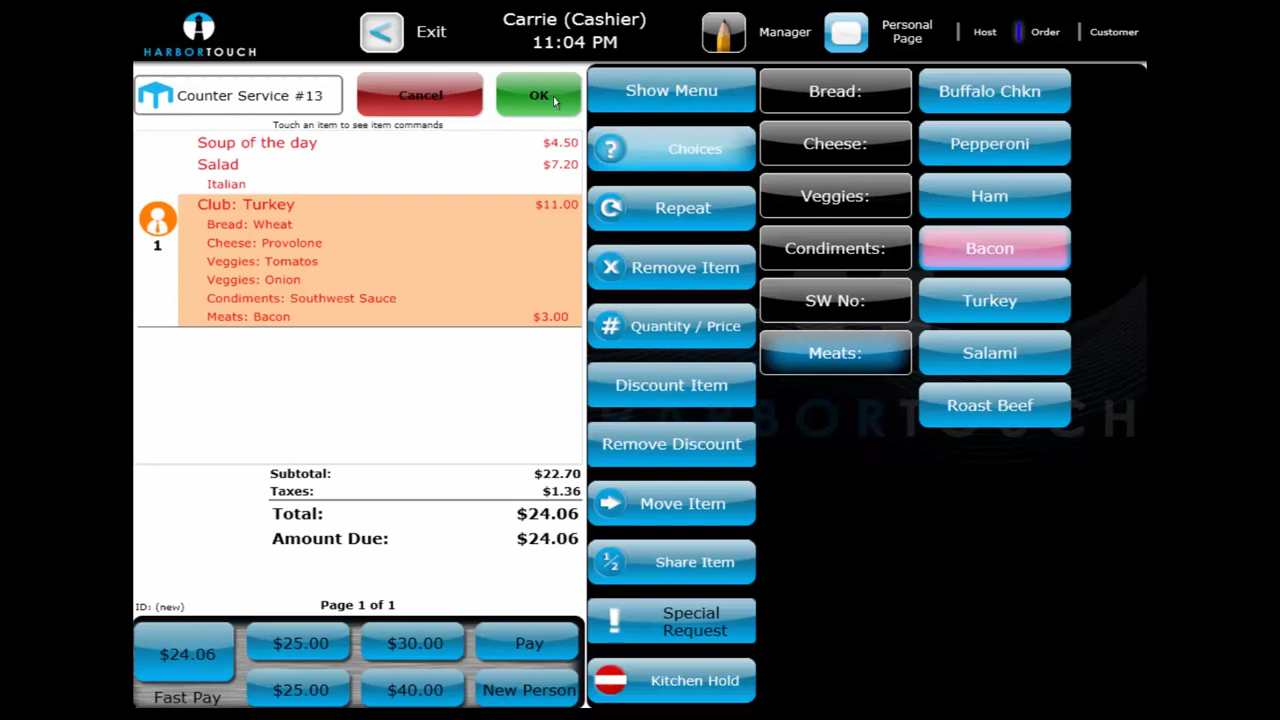 HARBORTOUCH
Exit
Carrie (Cashier)
11:04 PM
Manager
Personal
Page
Host
Order
Customer
Counter Service #13
Cancel
OK
Touch an item to see item commands
Soup of the day $4.50
Salad $7.20
Italian
Club: Turkey $11.00
Bread: Wheat
Cheese: Provolone
Veggies: Tomatos
Veggies: Onion
Condiments: Southwest Sauce
Meats: Bacon $3.00
1
Subtotal: $22.70
Taxes: $1.36
Total: $24.06
Amount Due: $24.06
ID: (new)
Page 1 of 1
$24.06
Fast Pay
$25.00
$30.00
Pay
$25.00
$40.00
New Person
Show Menu
? Choices
Repeat
X Remove Item
# Quantity / Price
Discount Item
Remove Discount
Move Item
1/2 Share Item
! Special
Request
Kitchen Hold
Bread:
Cheese:
Veggies:
Condiments:
SW No:
Meats:
Buffalo Chkn
Pepperoni
Ham
Bacon
Turkey
Salami
Roast Beef
HARBORTOUCH